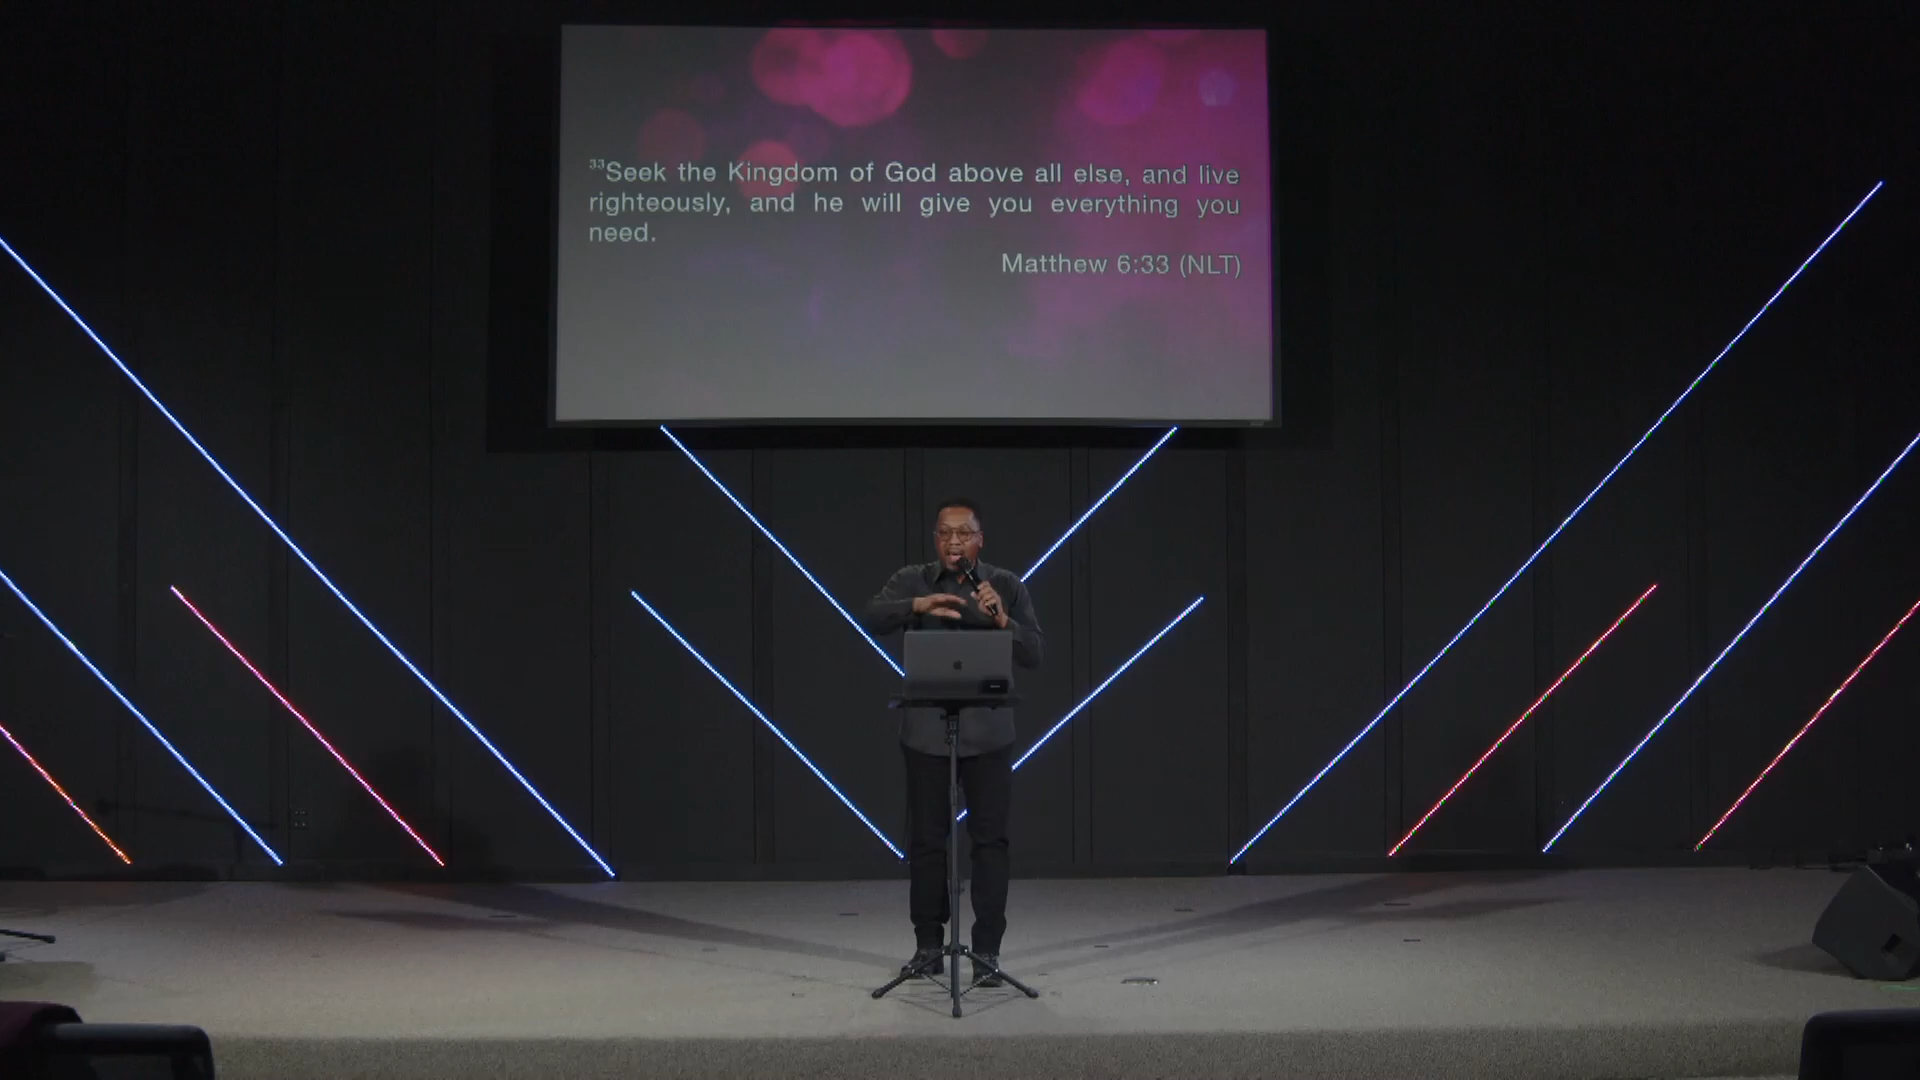 ³³Seek the Kingdom of God above all else, and live
righteously, and he will give you everything you
need.
Matthew 6:33 (NLT)